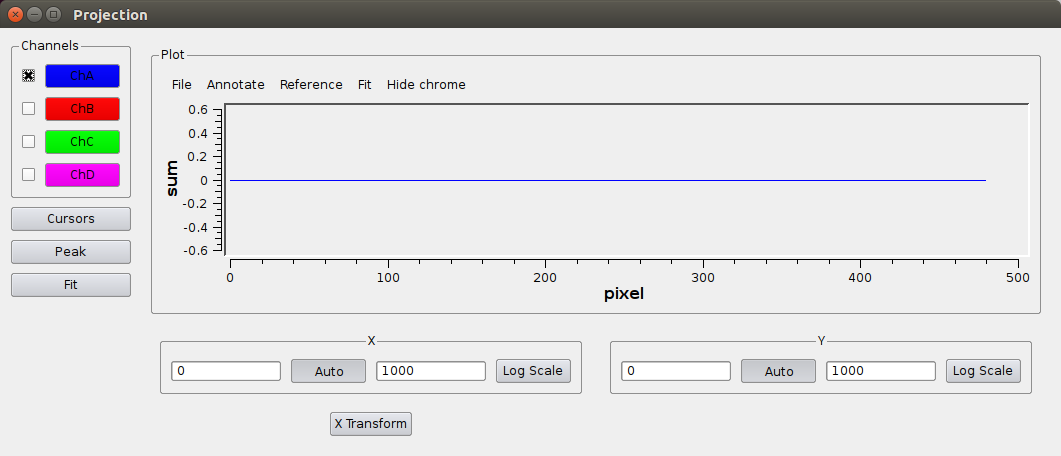 Projection
Channels
ChA
ChB
ChC
ChD
Cursors
Peak
Fit
Plot
File Annotate Reference Fit Hide chrome
0.6
0.4
0.2
0
-0.2
-0.4
-0.6
sum
0 100 200 300 400 500
pixel
X
0 Auto 1000 Log Scale
Y
0 Auto 1000 Log Scale
X Transform